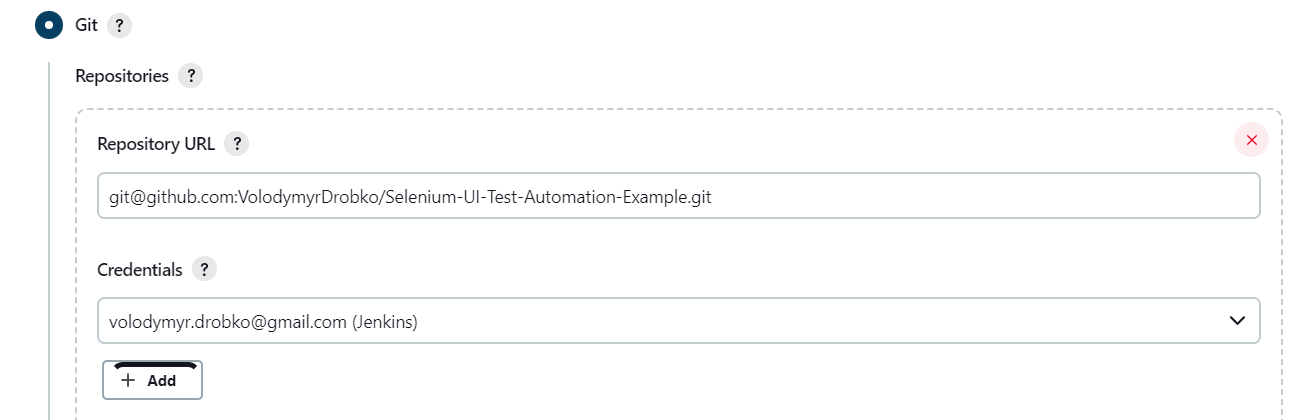 Git ?
Repositories ?
Repository URL ?
git@github.com:VolodymyrDrobko/Selenium-UI-Test-Automation-Example.git
Credentials ?
volodymyr.drobko@gmail.com (Jenkins)
+ Add